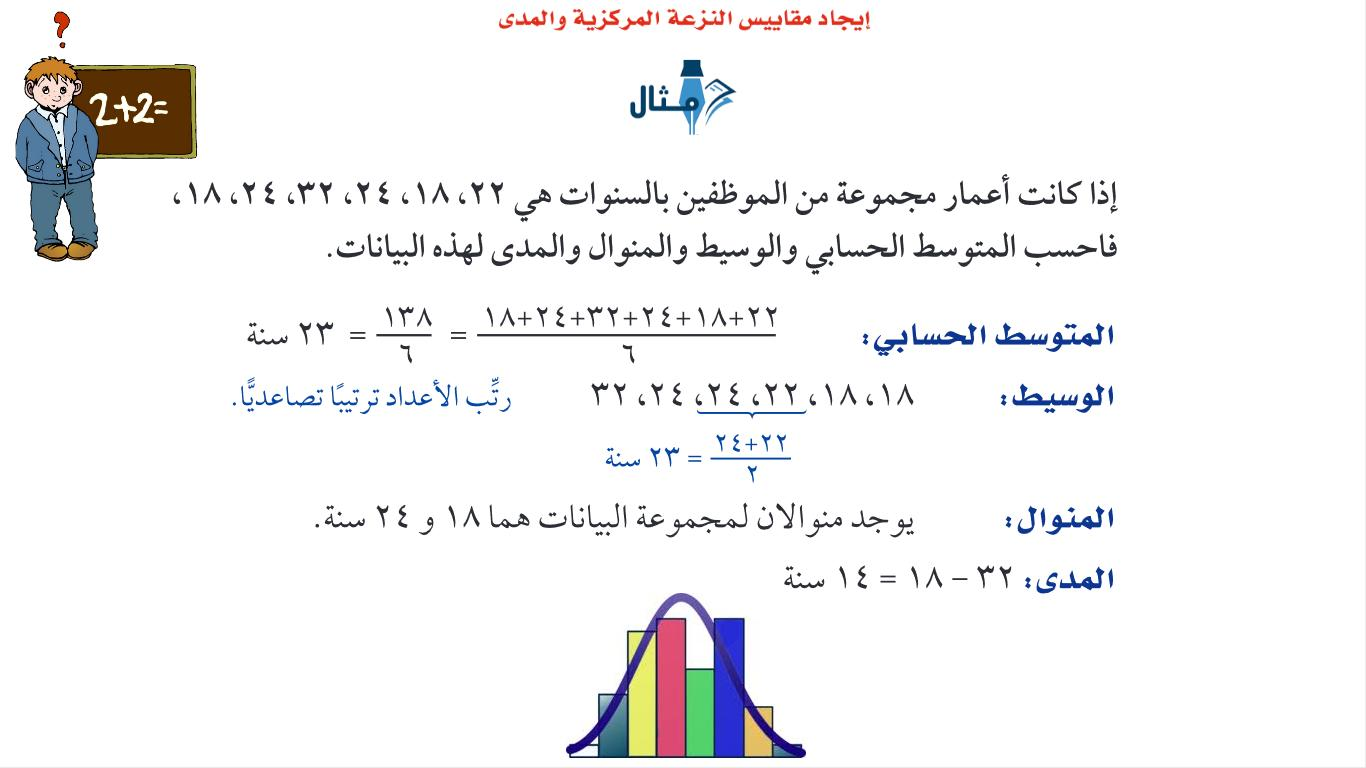 إيجاد مقاييس النزعة المركزية والمدى
?
2+2=
مثال
إذا كانت أعمار مجموعة من الموظفين بالسنوات هي ٢٢، ١٨، ٢٤، ٣٢، ٢٤، ١٨،
فاحسب المتوسط الحسابي والوسيط والمنوال والمدى لهذه البيانات.
المتوسط الحسابي: ٢٢+١٨+٢٤+٣٢+٢٤+١٨ / ٦ = ١٣٨ / ٦ = ٢٣ سنة
الوسيط: ١٨، ١٨، ٢٢، ٢٤، ٢٤، ٣٢ رتِّب الأعداد ترتيبًا تصاعديًّا.
٢٢+٢٤ / ٢ = ٢٣ سنة
المنوال: يوجد منوالان لمجموعة البيانات هما ١٨ و ٢٤ سنة.
المدى: ٣٢ – ١٨ = ١٤ سنة